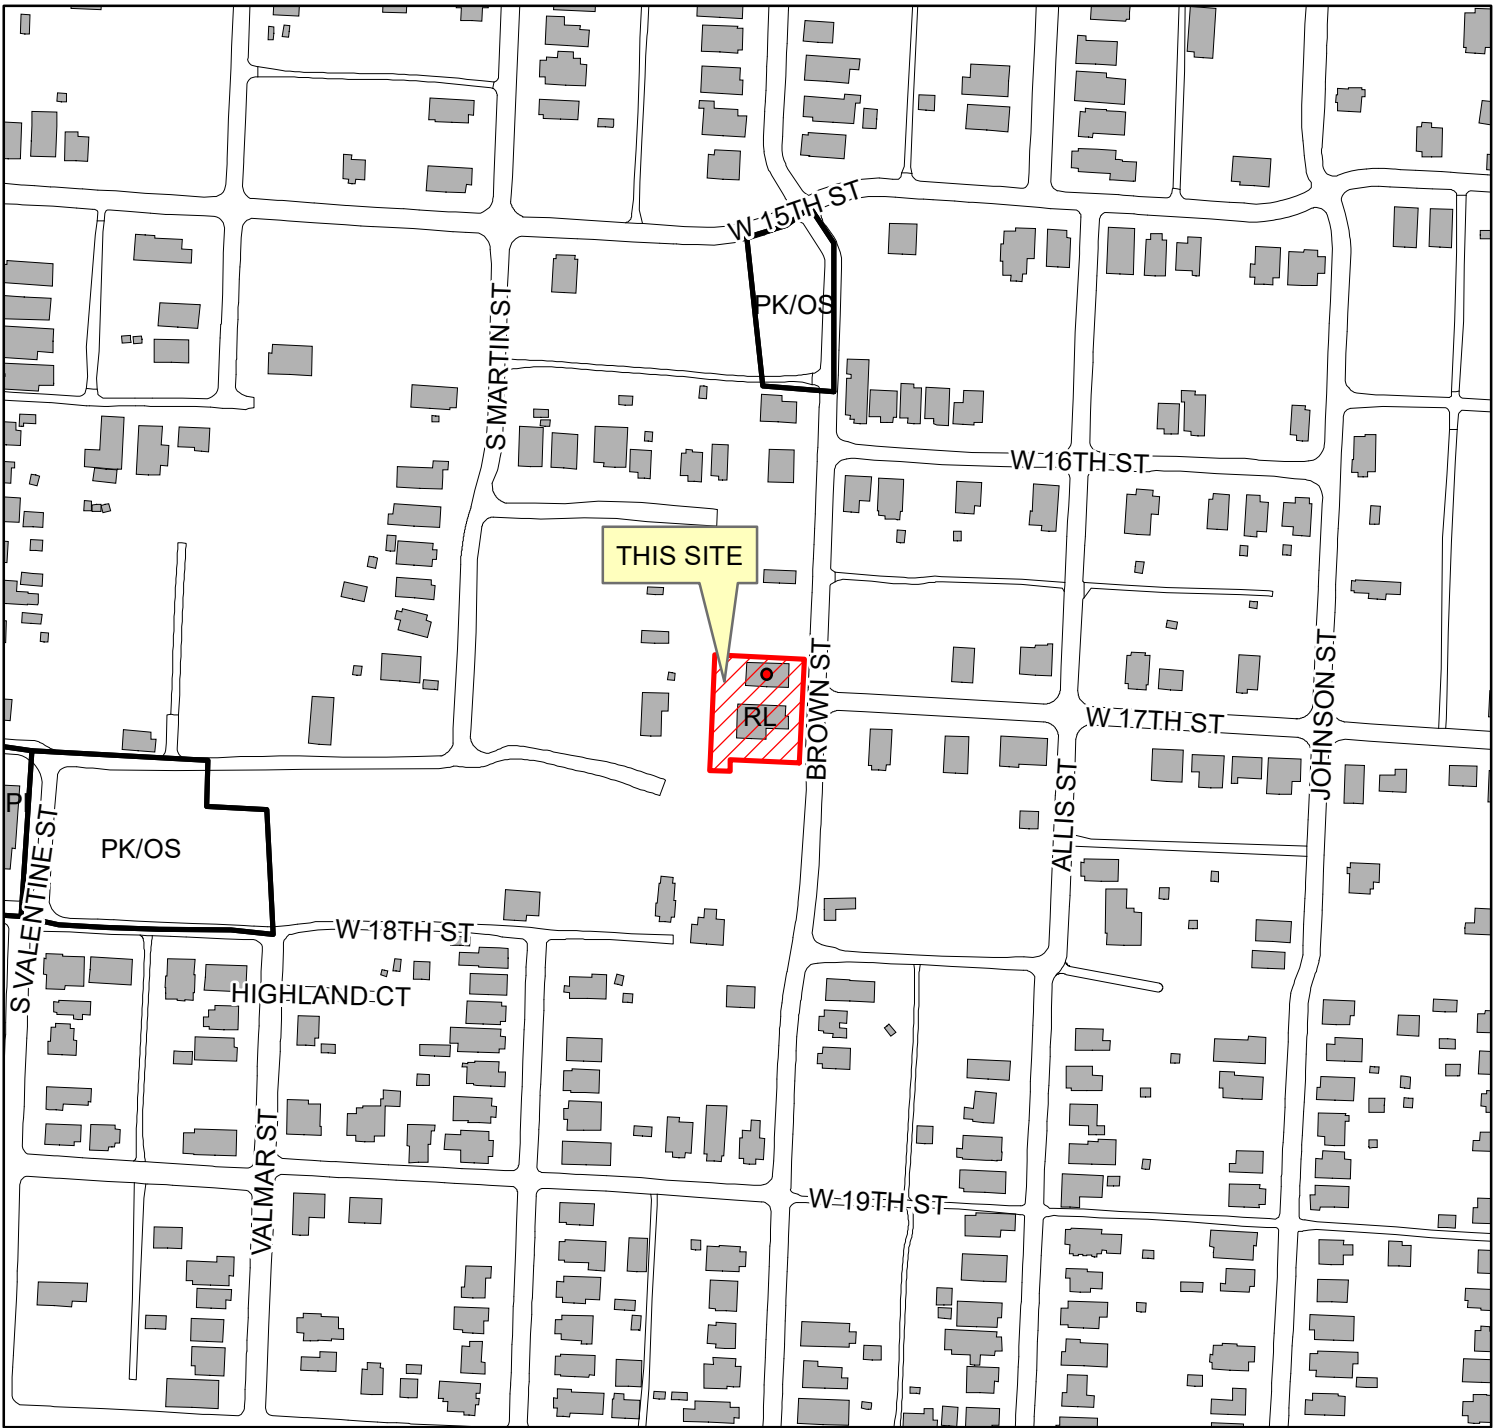 W 15TH ST
PK/OS
S MARTIN ST
W 16TH ST
THIS SITE
RL
BROWN ST
W 17TH ST
JOHNSON ST
ALLIS ST
PK/OS
S VALENTINE ST
W 18TH ST
HIGHLAND CT
VALMAR ST
W 19TH ST